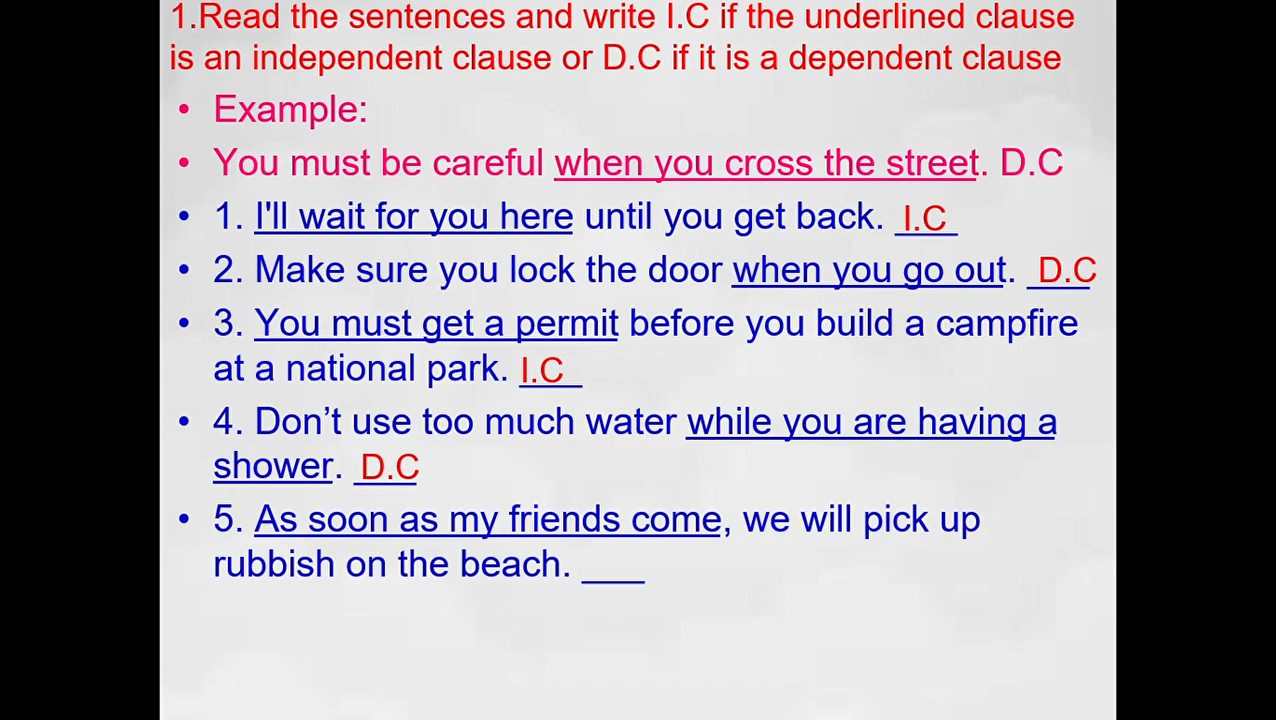 1.Read the sentences and write I.C if the underlined clause
is an independent clause or D.C if it is a dependent clause
• Example:
• You must be careful when you cross the street. D.C
• 1. I'll wait for you here until you get back. I.C
• 2. Make sure you lock the door when you go out. D.C
• 3. You must get a permit before you build a campfire
at a national park. I.C
• 4. Don’t use too much water while you are having a
shower. D.C
• 5. As soon as my friends come, we will pick up
rubbish on the beach. ___